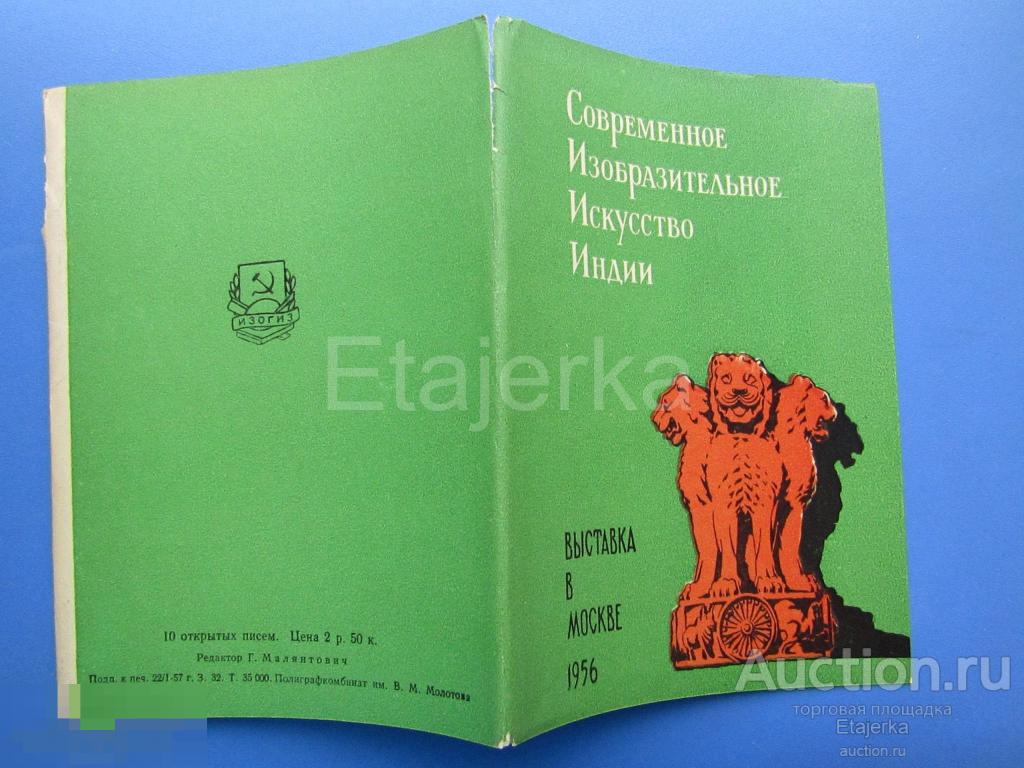 Современное
Изобразительное
Искусство
Индии
ВЫСТАВКА
В
МОСКВЕ
1956
ИЗОГИЗ
10 открытых писем. Цена 2 р. 50 к.
Редактор Г. Малянтович
Подп. к печ. 22/I-57 г. З. 32. Т. 35 000. Полиграфкомбинат им. В. М. Молотова
Etajerka
Auction.ru
торговая площадка
Etajerka
auction.ru